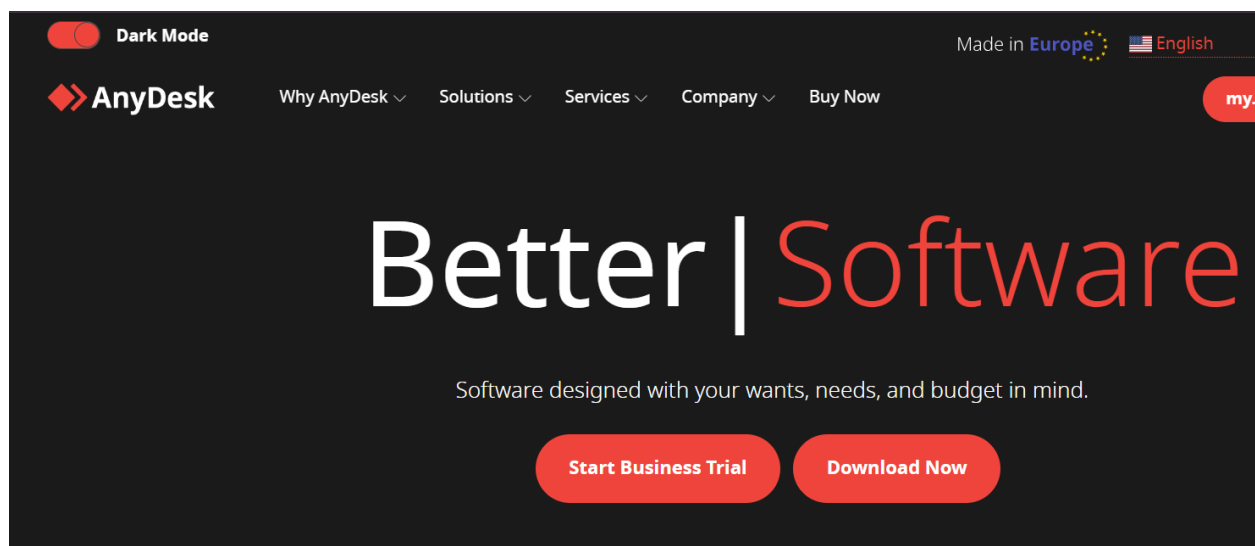 Dark Mode
Made in Europe English
AnyDesk Why AnyDesk Solutions Services Company Buy Now my.
Better|Software
Software designed with your wants, needs, and budget in mind.
Start Business Trial Download Now